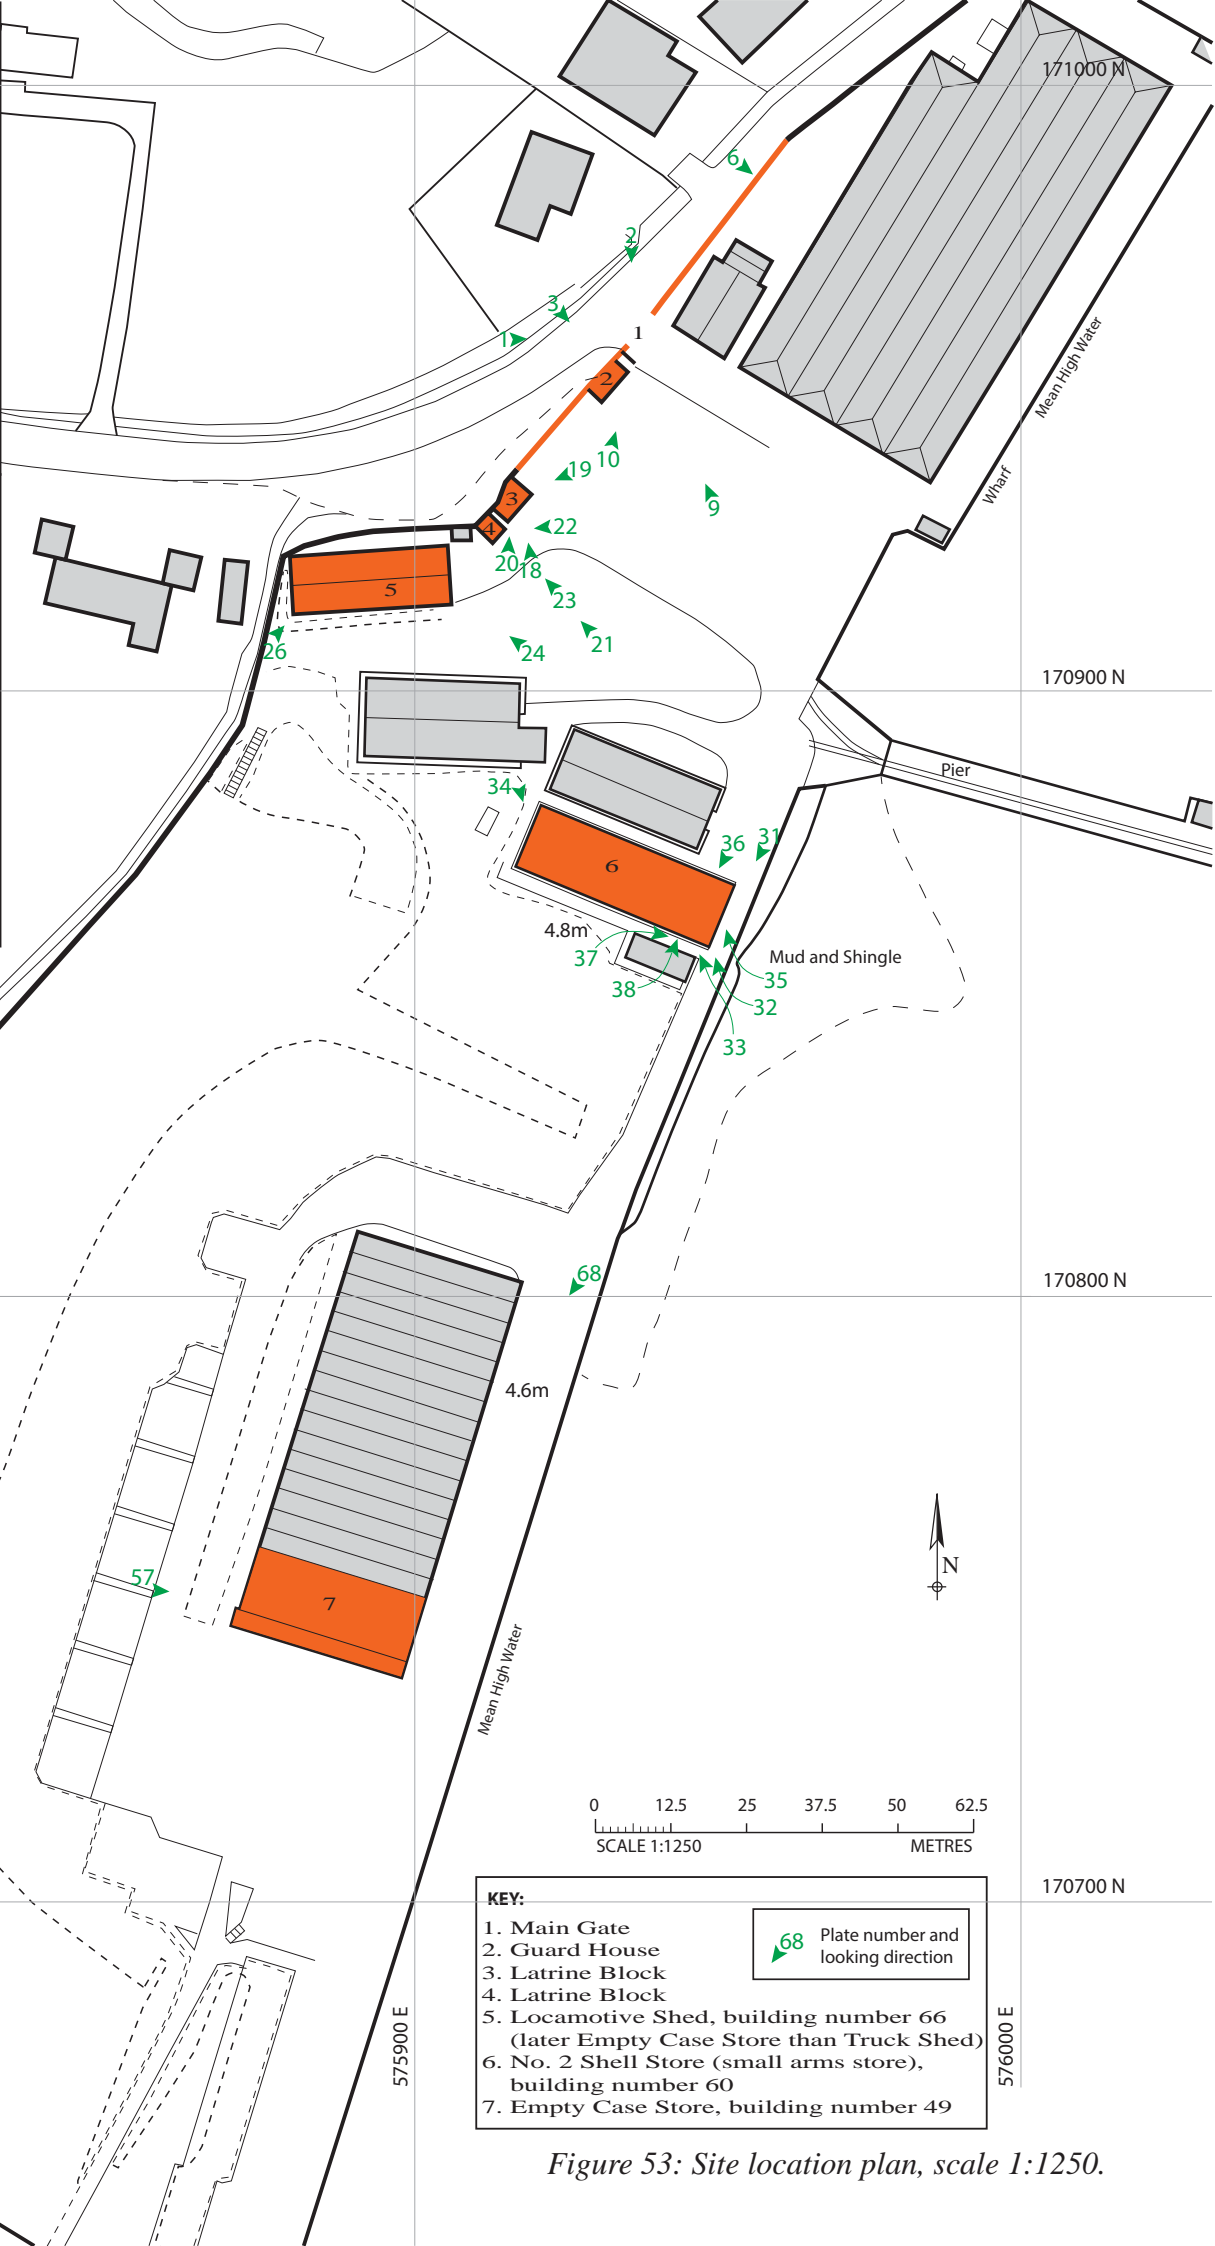 171000 N
6
2
3
1
1
2
Mean High Water
10
19
9
3
Wharf
4
22
20
18
5
23
21
24
26
170900 N
Pier
34
36
31
6
4.8m
37
Mud and Shingle
35
38
32
33
68
170800 N
4.6m
57
7
N
Mean High Water
0 12.5 25 37.5 50 62.5
SCALE 1:1250 METRES
170700 N
KEY:
1. Main Gate
2. Guard House
3. Latrine Block
4. Latrine Block
5. Locamotive Shed, building number 66
(later Empty Case Store than Truck Shed)
6. No. 2 Shell Store (small arms store),
building number 60
7. Empty Case Store, building number 49
68 Plate number and
looking direction
575900 E
576000 E
Figure 53: Site location plan, scale 1:1250.